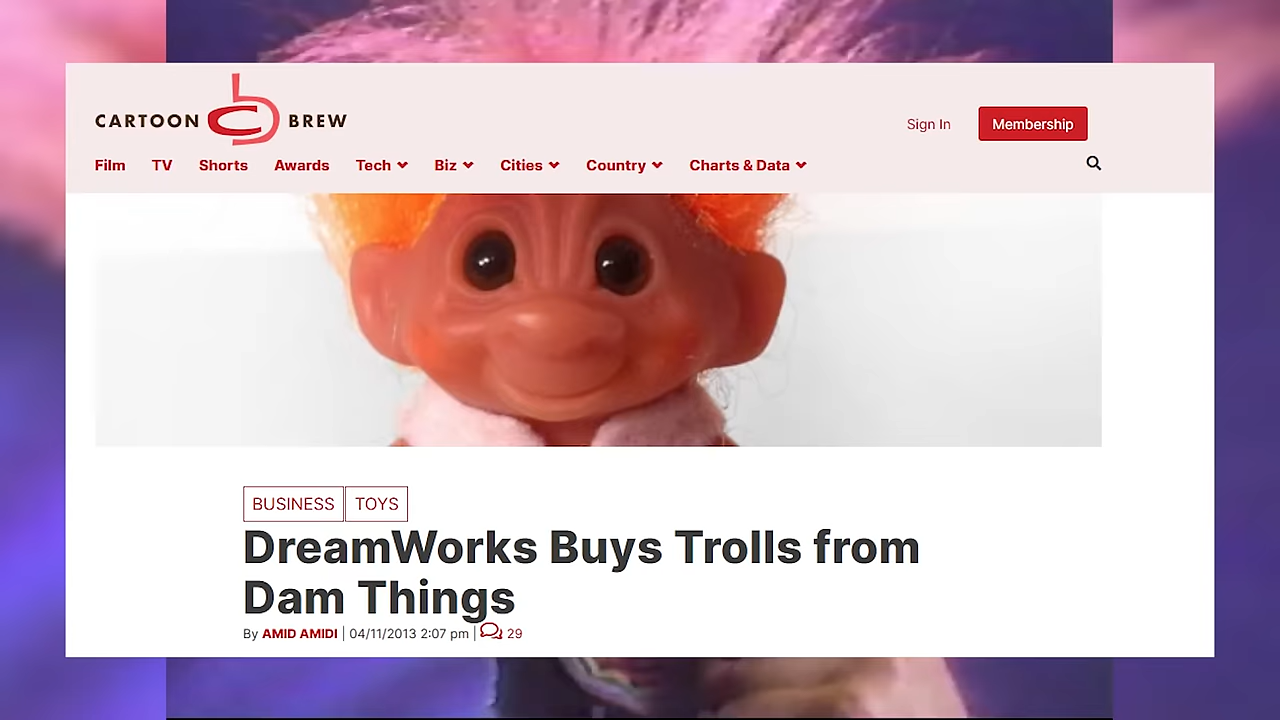 CARTOON BREW
Sign In
Membership
Film TV Shorts Awards Tech Biz Cities Country Charts & Data
BUSINESS TOYS
DreamWorks Buys Trolls from
Dam Things
By AMID AMIDI | 04/11/2013 2:07 pm | 29